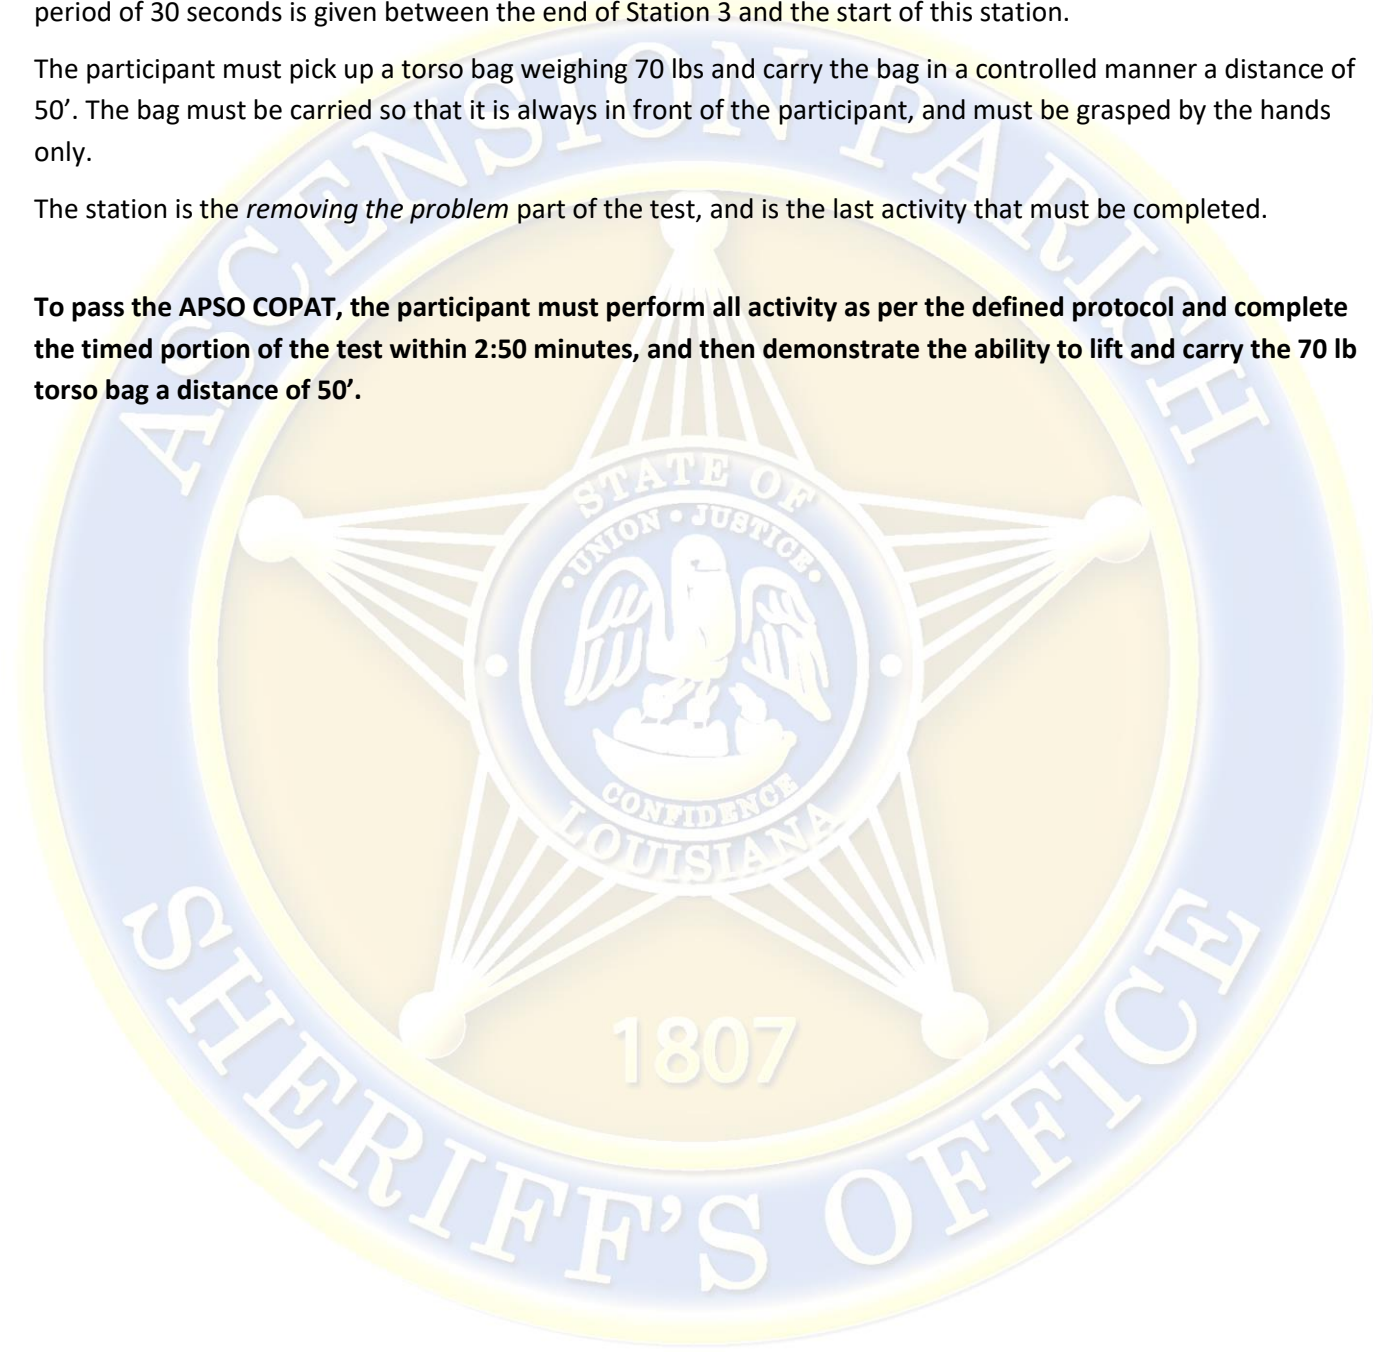 period of 30 seconds is given between the end of Station 3 and the start of this station.
The participant must pick up a torso bag weighing 70 lbs and carry the bag in a controlled manner a distance of
50’. The bag must be carried so that it is always in front of the participant, and must be grasped by the hands
only.
The station is the removing the problem part of the test, and is the last activity that must be completed.
To pass the APSO COPAT, the participant must perform all activity as per the defined protocol and complete
the timed portion of the test within 2:50 minutes, and then demonstrate the ability to lift and carry the 70 lb
torso bag a distance of 50’.
ASCENSION PARISH
STATE OF
·UNION · JUSTICE·
CONFIDENCE
LOUISIANA
1807
SHERIFF’S OFFICE